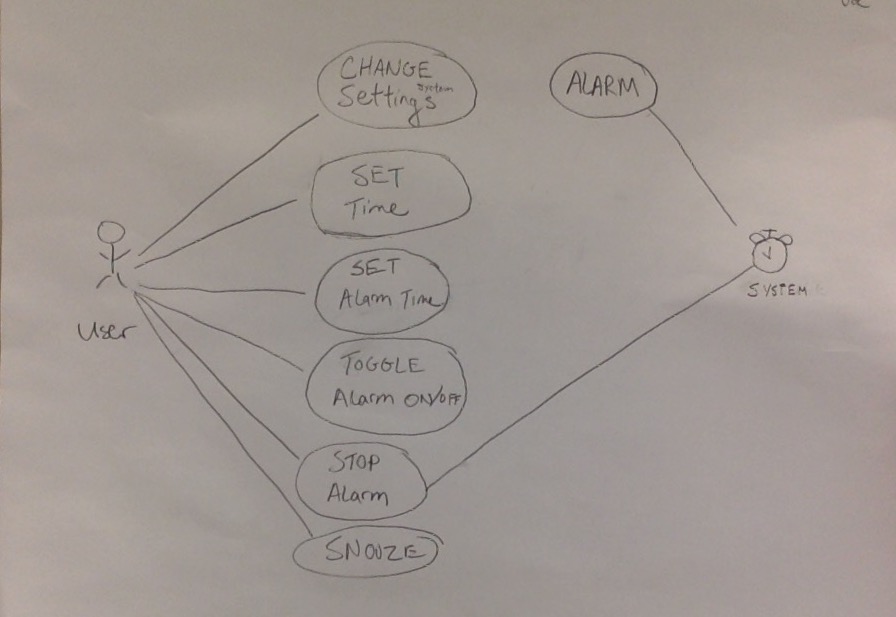 CHANGE
System
Settings
ALARM
SET
Time
SET
Alarm Time
User
SYSTEM
TOGGLE
Alarm ON/OFF
STOP
Alarm
SNOOZE